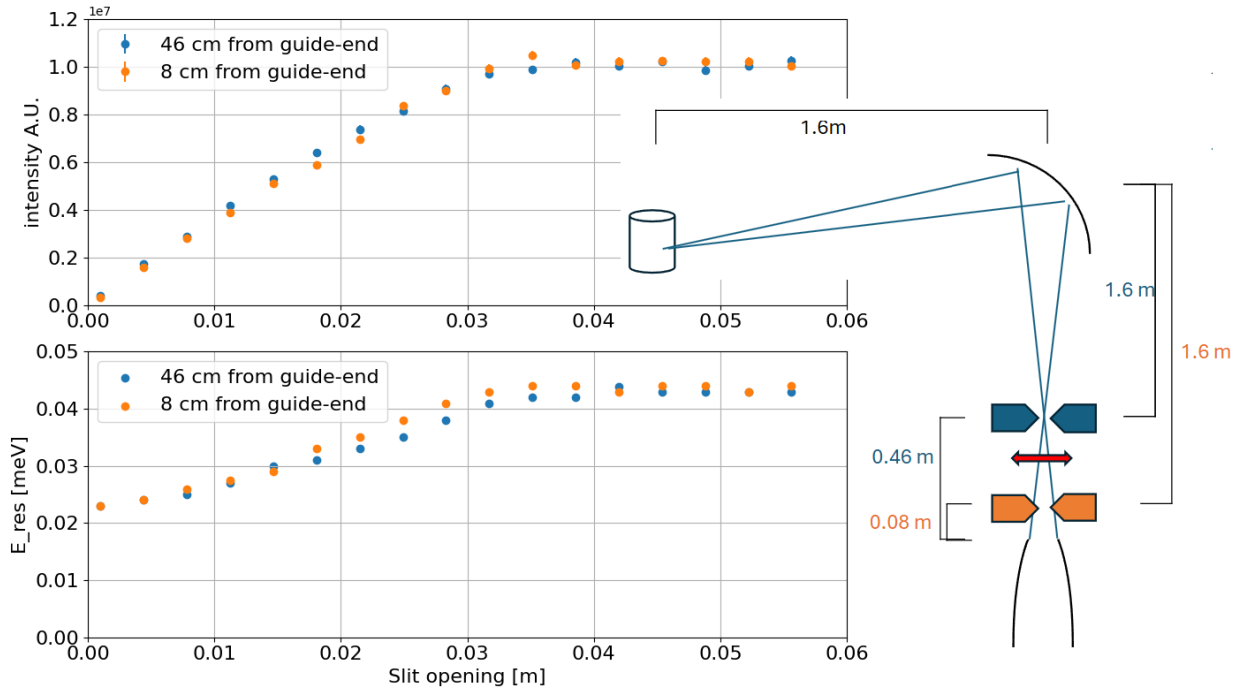 1e7
1.2
1.0
0.8
0.6
0.4
0.2
0.0
intensity A.U.
46 cm from guide-end
8 cm from guide-end
0.00 0.01 0.02 0.03 0.04 0.05 0.06
0.05
0.04
0.03
0.02
0.01
0.00
E_res [meV]
46 cm from guide-end
8 cm from guide-end
0.00 0.01 0.02 0.03 0.04 0.05 0.06
Slit opening [m]
1.6m
1.6 m
1.6 m
0.46 m
0.08 m